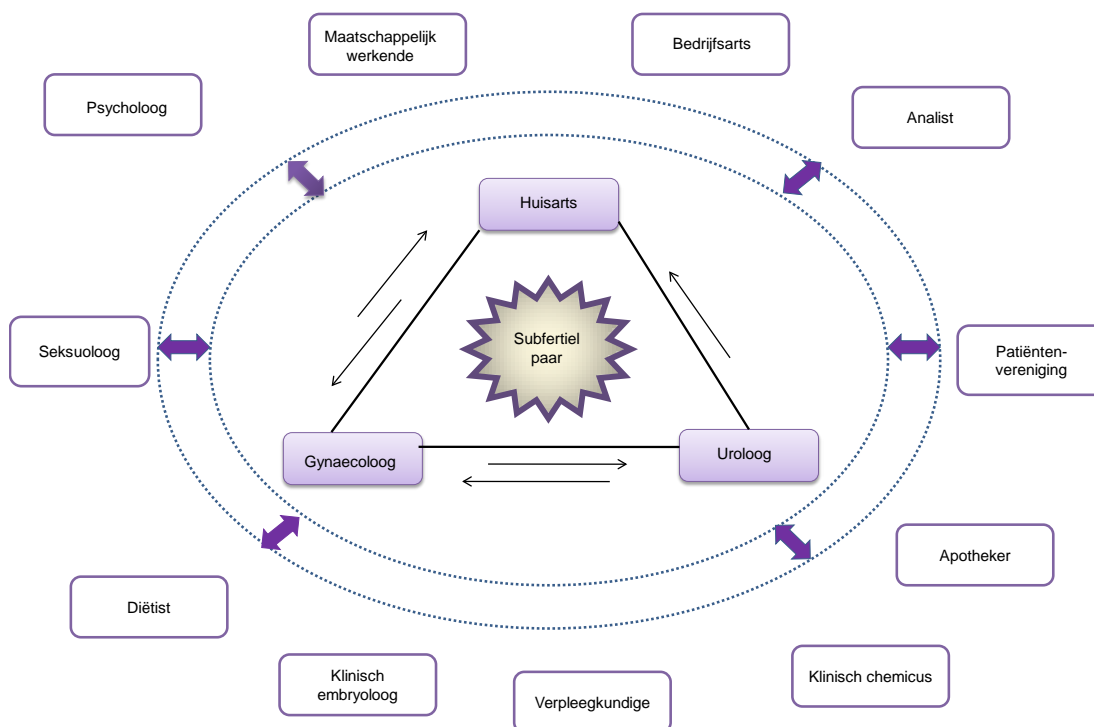 Maatschappelijk
werkende
Bedrijfsarts
Psycholoog
Analist
Huisarts
Seksuoloog
Subfertiel
paar
Patiënten-
vereniging
Gynaecoloog
Uroloog
Apotheker
Diëtist
Klinisch
embryoloog
Verpleegkundige
Klinisch chemicus